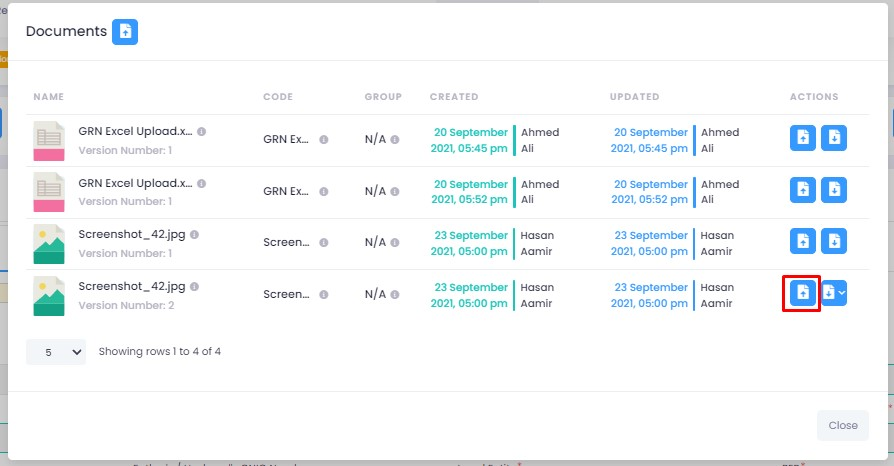 Documents
NAME CODE GROUP CREATED UPDATED ACTIONS
GRN Excel Upload.x... GRN Ex... N/A 20 September Ahmed 20 September Ahmed
Version Number: 1 2021, 05:45 pm Ali 2021, 05:45 pm Ali
GRN Excel Upload.x... GRN Ex... N/A 20 September Ahmed 20 September Ahmed
Version Number: 1 2021, 05:52 pm Ali 2021, 05:52 pm Ali
Screenshot_42.jpg Screen... N/A 23 September Hasan 23 September Hasan
Version Number: 1 2021, 05:00 pm Aamir 2021, 05:00 pm Aamir
Screenshot_42.jpg Screen... N/A 23 September Hasan 23 September Hasan
Version Number: 2 2021, 05:00 pm Aamir 2021, 05:00 pm Aamir
5 Showing rows 1 to 4 of 4
Close